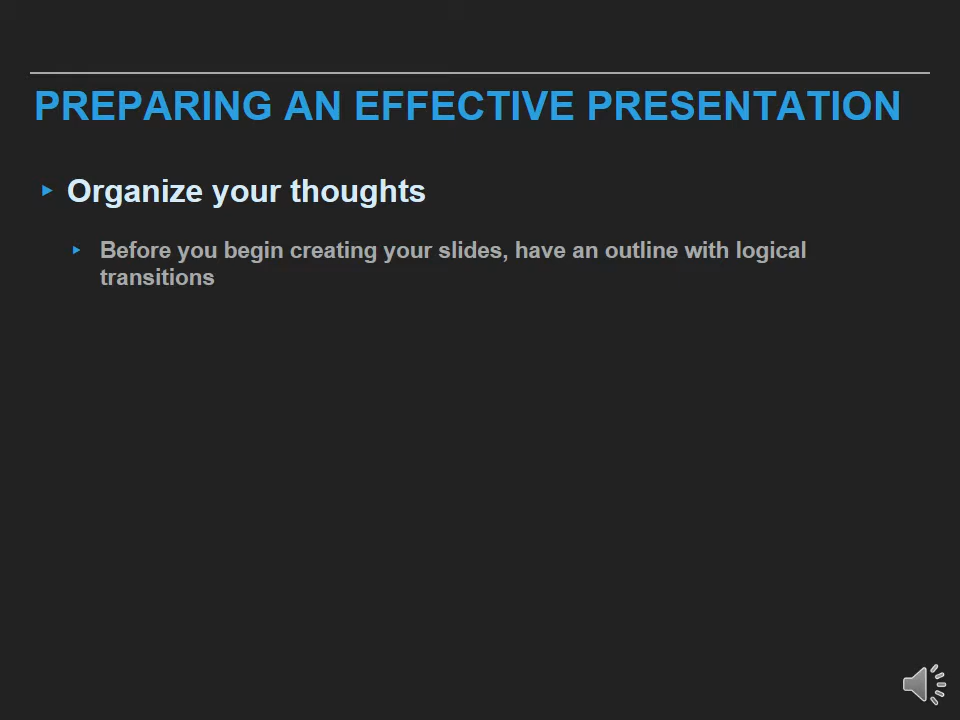 PREPARING AN EFFECTIVE PRESENTATION
Organize your thoughts
Before you begin creating your slides, have an outline with logical
transitions